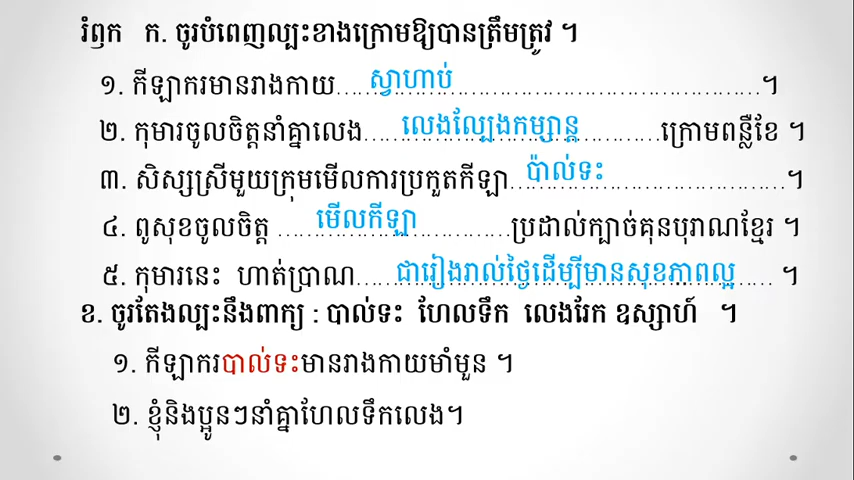 រំឭក ក. ចូរបំពេញល្បះខាងក្រោមឱ្យបានត្រឹមត្រូវ ។
១. កីឡាករមានរាងកាយ......ស្វាហាប់............................................................។
២. កុមារចូលចិត្តនាំគ្នាលេង......លេងល្បែងកម្សាន្ត............ក្រោមពន្លឺខែ ។
៣. សិស្សស្រីមួយក្រុមមើលការប្រកួតកីឡា...ប៉ាល់ទះ...............................។
៤. ពូសុខចូលចិត្ត ......មើលកីឡា...............ប្រដាល់ក្បាច់គុនបុរាណខ្មែរ ។
៥. កុមារនេះ ហាត់ប្រាណ......ជារៀងរាល់ថ្ងៃដើម្បីមានសុខភាពល្អ...... ។
ខ. ចូរតែងល្បះនឹងពាក្យ : បាល់ទះ ហែលទឹក លេងរែក ឧស្សាហ៍ ។
១. កីឡាករបាល់ទះមានរាងកាយមាំមួន ។
២. ខ្ញុំនិងប្អូនៗនាំគ្នាហែលទឹកលេង។